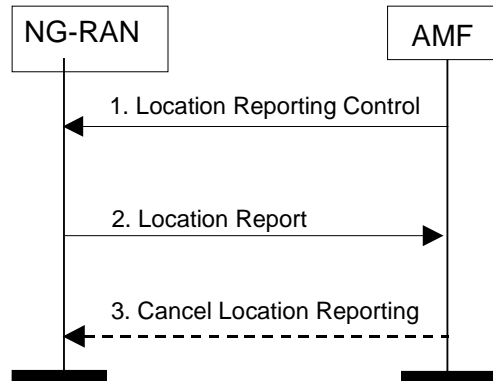 NG-RAN
AMF
1. Location Reporting Control
2. Location Report
3. Cancel Location Reporting